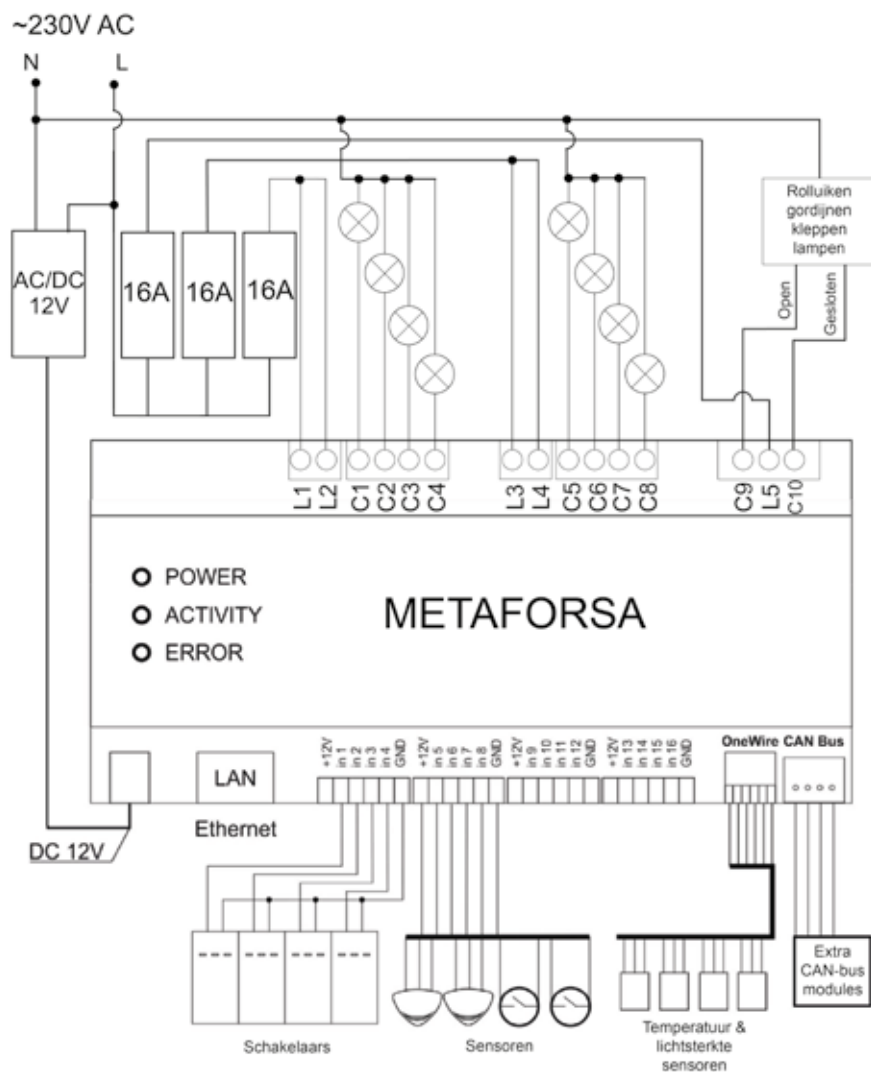 ~230V AC
N
L
AC/DC
12V
16A
16A
16A
Rolluiken
gordijnen
kleppen
lampen
Open
Gesloten
L1
L2
C1
C2
C3
C4
L3
L4
C5
C6
C7
C8
C9
L5
C10
POWER
ACTIVITY
ERROR
METAFORSA
+12V
in 1
in 2
in 3
in 4
GND
+12V
in 5
in 6
in 7
in 8
GND
+12V
in 9
in 10
in 11
in 12
GND
+12V
in 13
in 14
in 15
in 16
GND
OneWire
CAN Bus
LAN
Ethernet
DC 12V
Schakelaars
Sensoren
Temperatuur &
lichtsterkte
sensoren
Extra
CAN-bus
modules